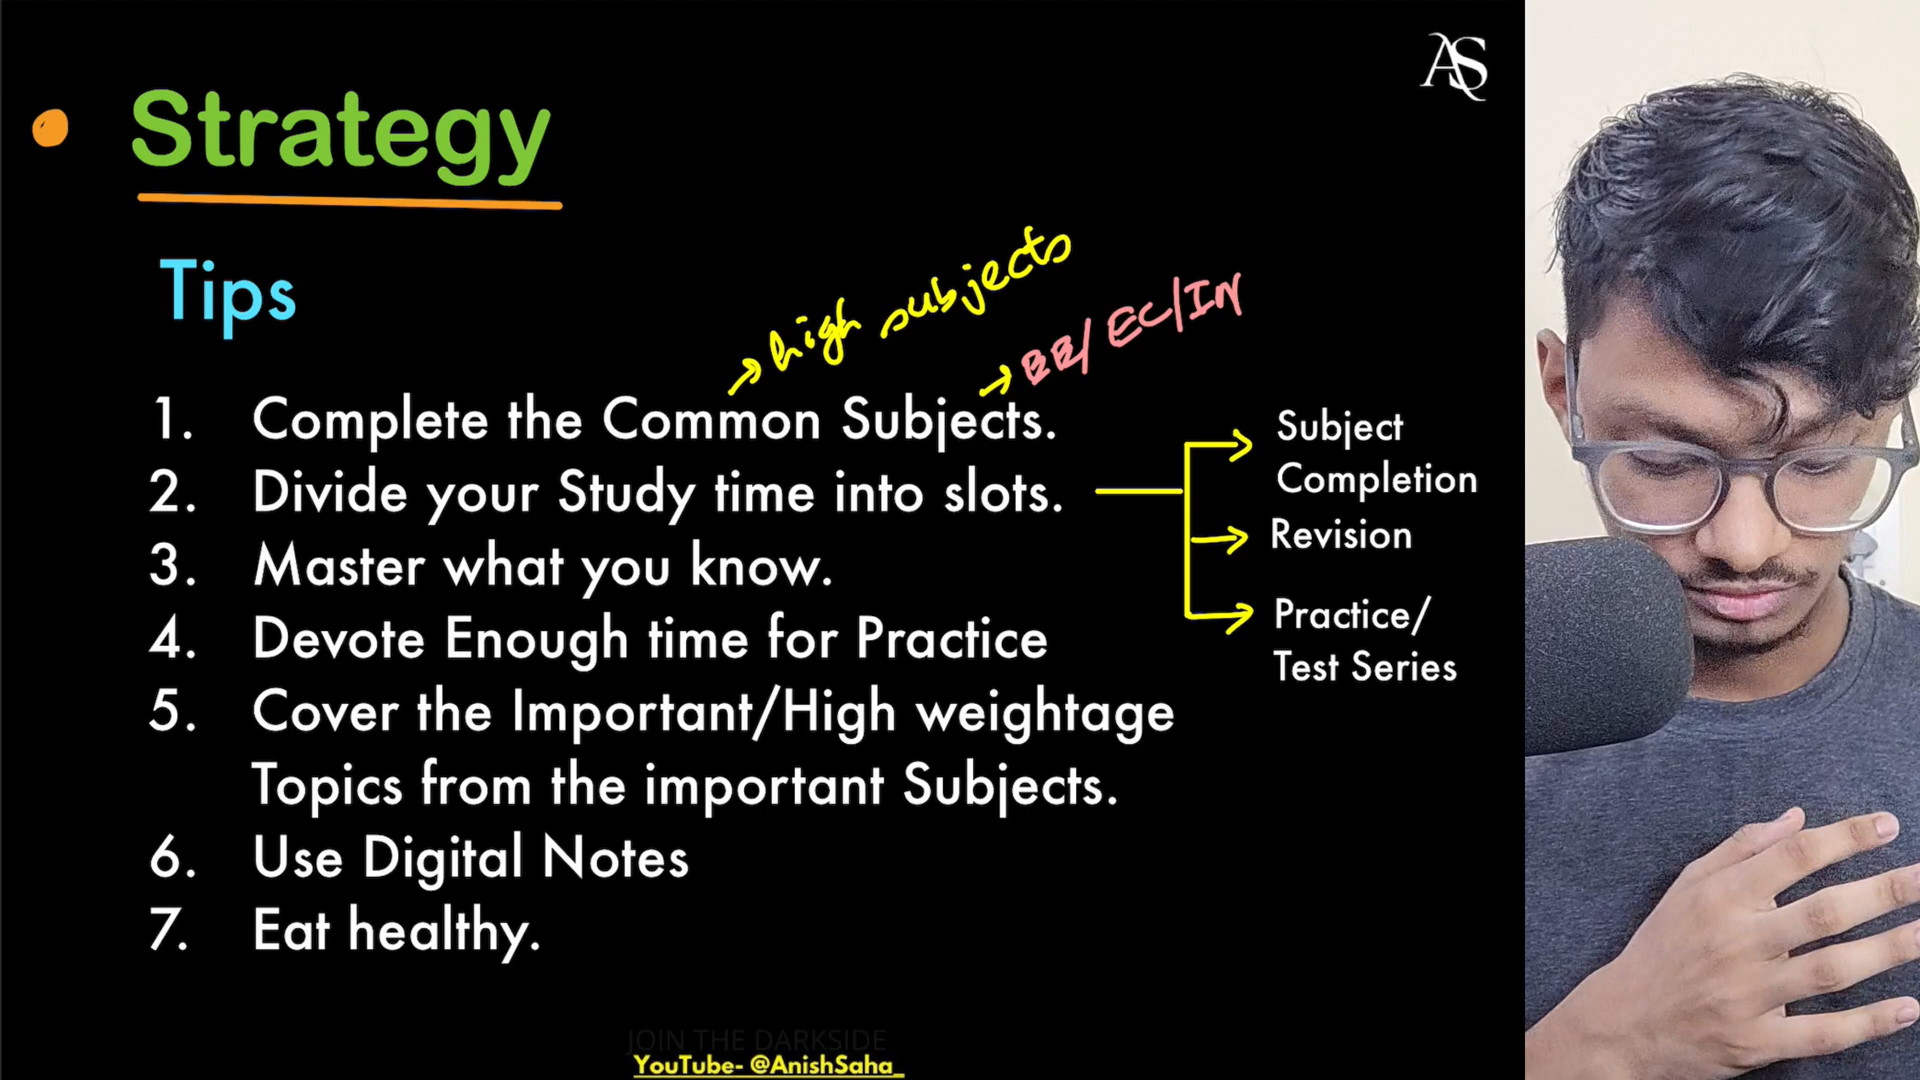 AS
Strategy
Tips
→ high subjects
→ EE/ EC/IN
1. Complete the Common Subjects.
2. Divide your Study time into slots.
Subject
Completion
Revision
Practice/
Test Series
3. Master what you know.
4. Devote Enough time for Practice
5. Cover the Important/High weightage
Topics from the important Subjects.
6. Use Digital Notes
7. Eat healthy.
JOIN THE DARKSIDE
YouTube- @AnishSaha_